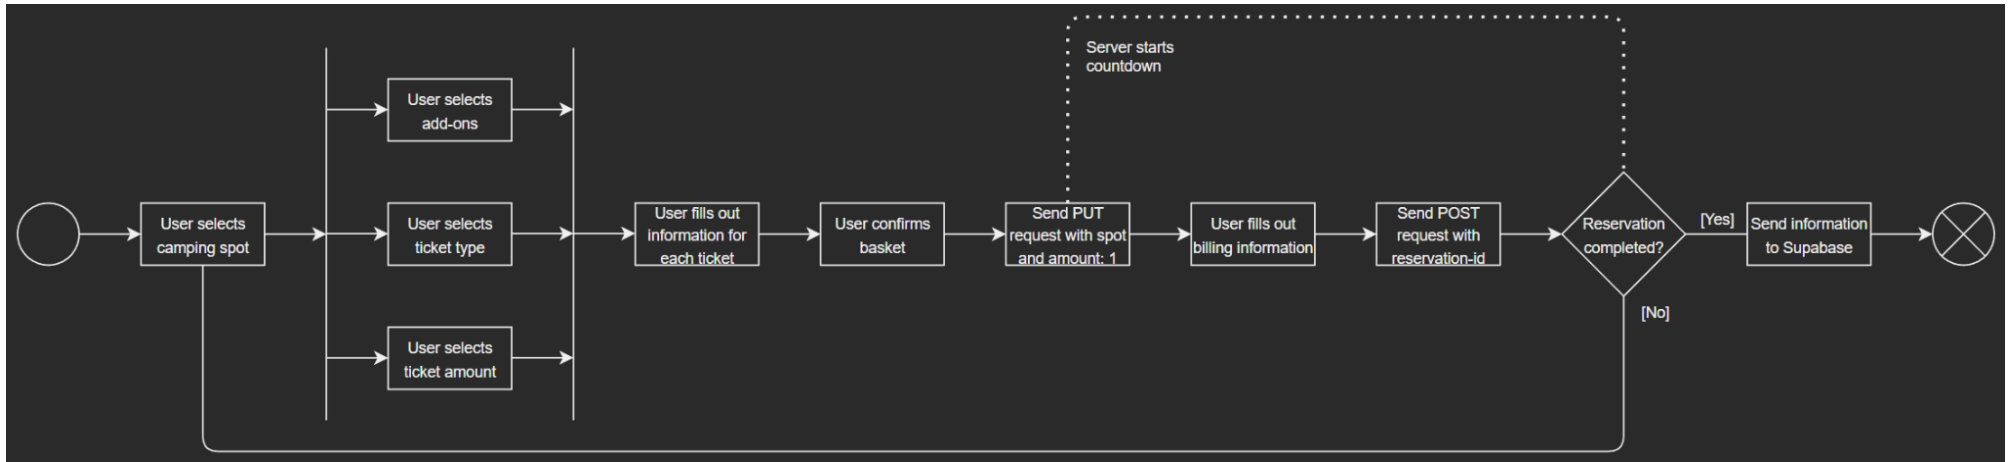 Server starts
countdown
User selects
add-ons
User selects
camping spot
User selects
ticket type
User selects
ticket amount
User fills out
information for
each ticket
User confirms
basket
Send PUT
request with spot
and amount: 1
User fills out
billing information
Send POST
request with
reservation-id
Reservation
completed?
[Yes]
[No]
Send information
to Supabase